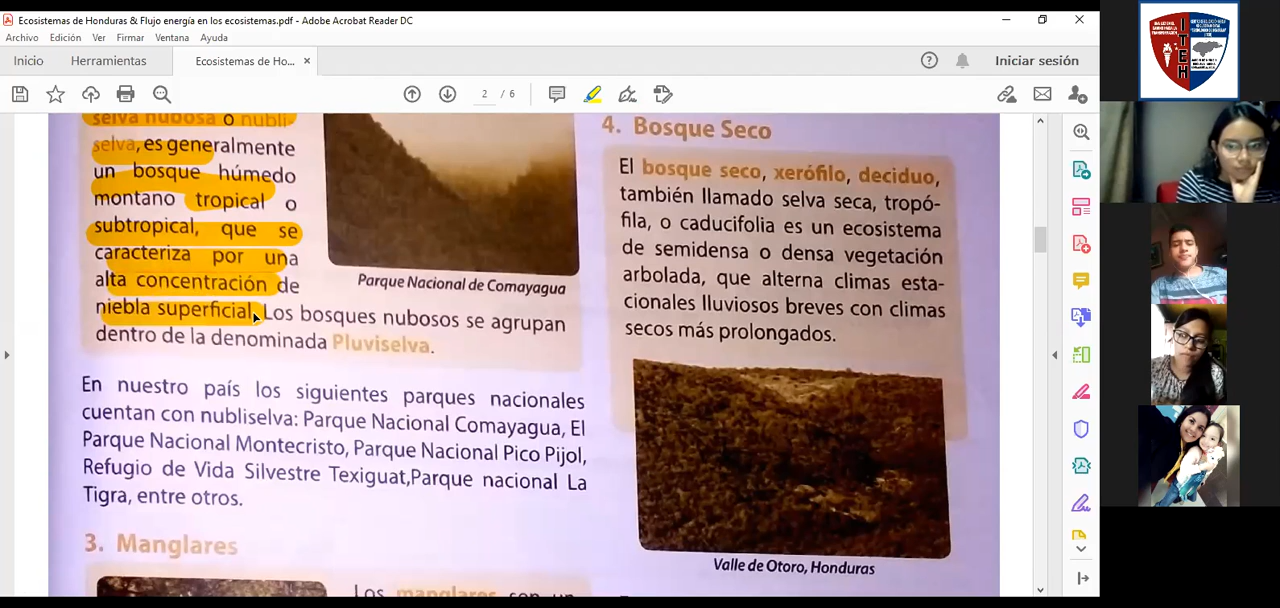 Ecosistemas de Honduras & Flujo energía en los ecosistemas.pdf - Adobe Acrobat Reader DC
Archivo Edición Ver Firmar Ventana Ayuda
Inicio Herramientas Ecosistemas de Ho... × Iniciar sesión
2 / 6
selva nubosa o nubli-
selva, es generalmente
un bosque húmedo
montano tropical o
subtropical, que se
caracteriza por una
alta concentración de
niebla superficial. Los bosques nubosos se agrupan
dentro de la denominada Pluviselva.
Parque Nacional de Comayagua
En nuestro país los siguientes parques nacionales
cuentan con nubliselva: Parque Nacional Comayagua, El
Parque Nacional Montecristo, Parque Nacional Pico Pijol,
Refugio de Vida Silvestre Texiguat,Parque nacional La
Tigra, entre otros.
3. Manglares
Los manglares son un
4. Bosque Seco
El bosque seco, xerófilo, deciduo,
también llamado selva seca, tropó-
fila, o caducifolia es un ecosistema
de semidensa o densa vegetación
arbolada, que alterna climas esta-
cionales lluviosos breves con climas
secos más prolongados.
Valle de Otoro, Honduras
ITEH